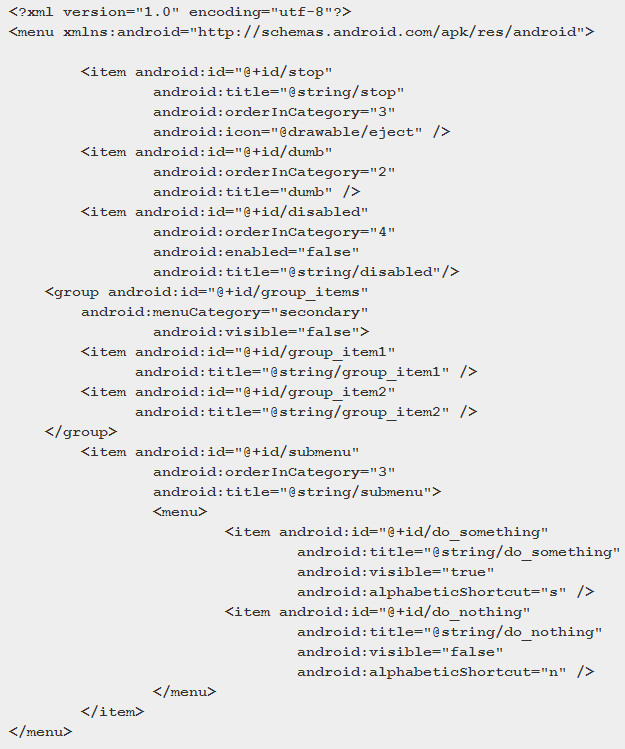 <?xml version="1.0" encoding="utf-8"?>
<menu xmlns:android="http://schemas.android.com/apk/res/android">
        <item android:id="@+id/stop"
                android:title="@string/stop"
                android:orderInCategory="3"
                android:icon="@drawable/eject" />
        <item android:id="@+id/dumb"
                android:orderInCategory="2"
                android:title="dumb" />
        <item android:id="@+id/disabled"
                android:orderInCategory="4"
                android:enabled="false"
                android:title="@string/disabled"/>
    <group android:id="@+id/group_items"
        android:menuCategory="secondary"
                android:visible="false">
        <item android:id="@+id/group_item1"
              android:title="@string/group_item1" />
        <item android:id="@+id/group_item2"
              android:title="@string/group_item2" />
    </group>
        <item android:id="@+id/submenu"
                android:orderInCategory="3"
                android:title="@string/submenu">
                <menu>
                        <item android:id="@+id/do_something"
                                android:title="@string/do_something"
                                android:visible="true"
                                android:alphabeticShortcut="s" />
                        <item android:id="@+id/do_nothing"
                                android:title="@string/do_nothing"
                                android:visible="false"
                                android:alphabeticShortcut="n" />
                </menu>
        </item>
</menu>